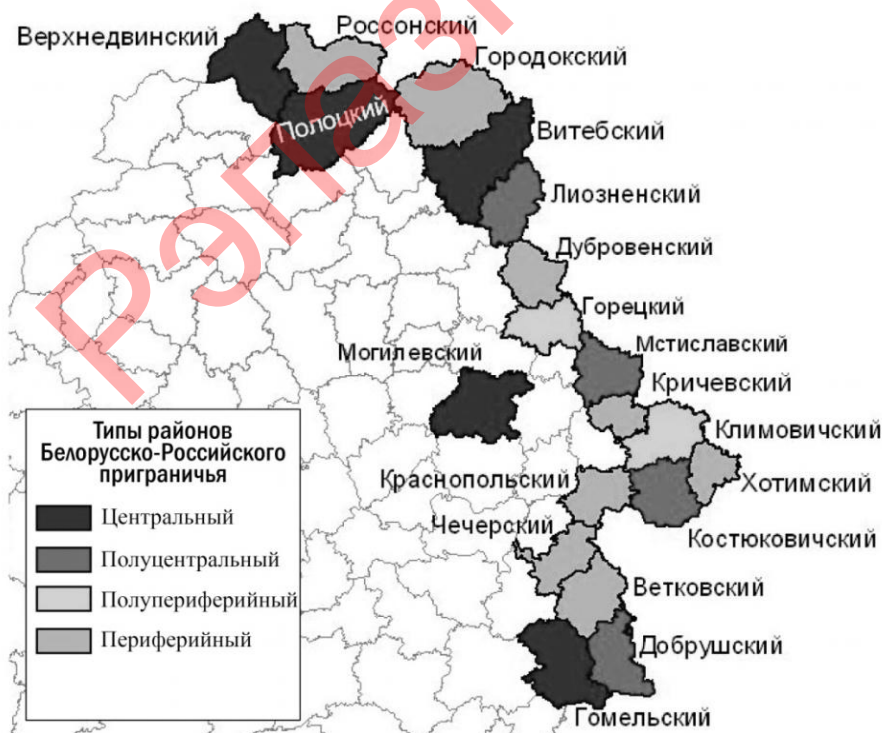 Верхнедвинский
Россонский
Городокский
Полоцкий
Витебский
Лиозненский
Дубровенский
Горецкий
Могилевский
Мстиславский
Кричевский
Климовичский
Краснопольский
Хотимский
Чечерский
Костюковичский
Ветковский
Добрушский
Гомельский
Типы районов
Белорусско-Российского
приграничья
Центральный
Полуцентральный
Полупериферийный
Периферийный